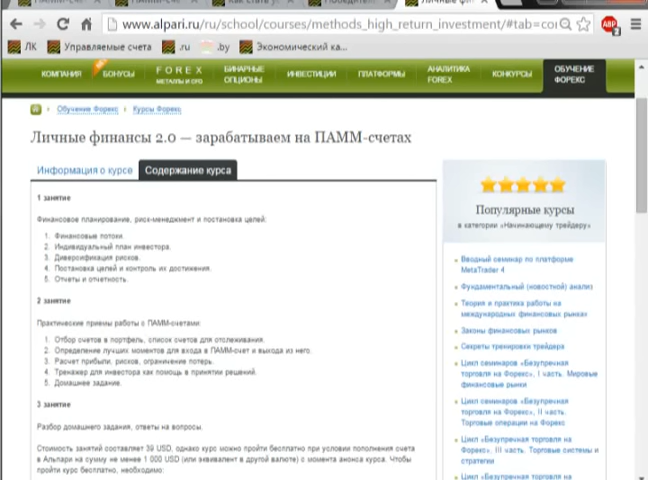 www.alpari.ru/ru/school/courses/methods_high_return_investment/#tab=co
ЛК Управляемые счета .ru .by Экономический ка...
КОМПАНИЯ БОНУСЫ FOREX МЕТАЛЛЫ И CFD БИНАРНЫЕ ОПЦИОНЫ ИНВЕСТИЦИИ ПЛАТФОРМЫ АНАЛИТИКА FOREX КОНКУРСЫ ОБУЧЕНИЕ ФОРЕКС
Обучение Форекс Курсы Форекс
Личные финансы 2.0 — зарабатываем на ПАММ-счетах
Информация о курсе Содержание курса
1 занятие
Финансовое планирование, риск-менеджмент и постановка целей:
1. Финансовые потоки.
2. Индивидуальный план инвестора.
3. Диверсификация рисков.
4. Постановка целей и контроль их достижения.
5. Отчеты и отчетность.
2 занятие
Практические приемы работы с ПАММ-счетами:
1. Отбор счетов в портфель, список счетов для отслеживания.
2. Определение лучших моментов для входа в ПАММ-счет и выхода из него.
3. Расчет прибыли, рисков, ограничение потерь.
4. Тренажер для инвестора как помощь в принятии решений.
5. Домашнее задание.
3 занятие
Разбор домашнего задания, ответы на вопросы.
Стоимость занятий составляет 39 USD, однако курс можно пройти бесплатно при условии пополнения счета
в Альпари на сумму не менее 1 000 USD (или эквивалент в другой валюте) с момента анонса курса. Чтобы
пройти курс бесплатно, необходимо:
Популярные курсы
в категории «Начинающему трейдеру»
Вводный семинар по платформе
MetaTrader 4
Фундаментальный (новостной) анализ
Теория и практика работы на
международных финансовых рынках
Законы финансовых рынков
Секреты тренировки трейдера
Цикл семинаров «Безупречная
торговля на Форекс», I часть. Мировые
финансовые рынки
Цикл семинаров «Безупречная
торговля на Форекс», II часть.
Торговые операции на Форекс
Цикл «Безупречная торговля на
Форекс», III часть. Торговые системы и
стратегии
Цикл «Безупречная торговля на